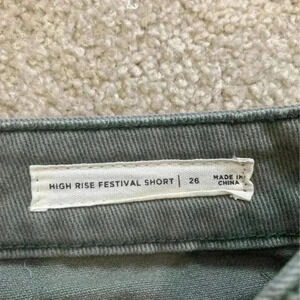 HIGH RISE FESTIVAL SHORT | 26
MADE IN
CHINA